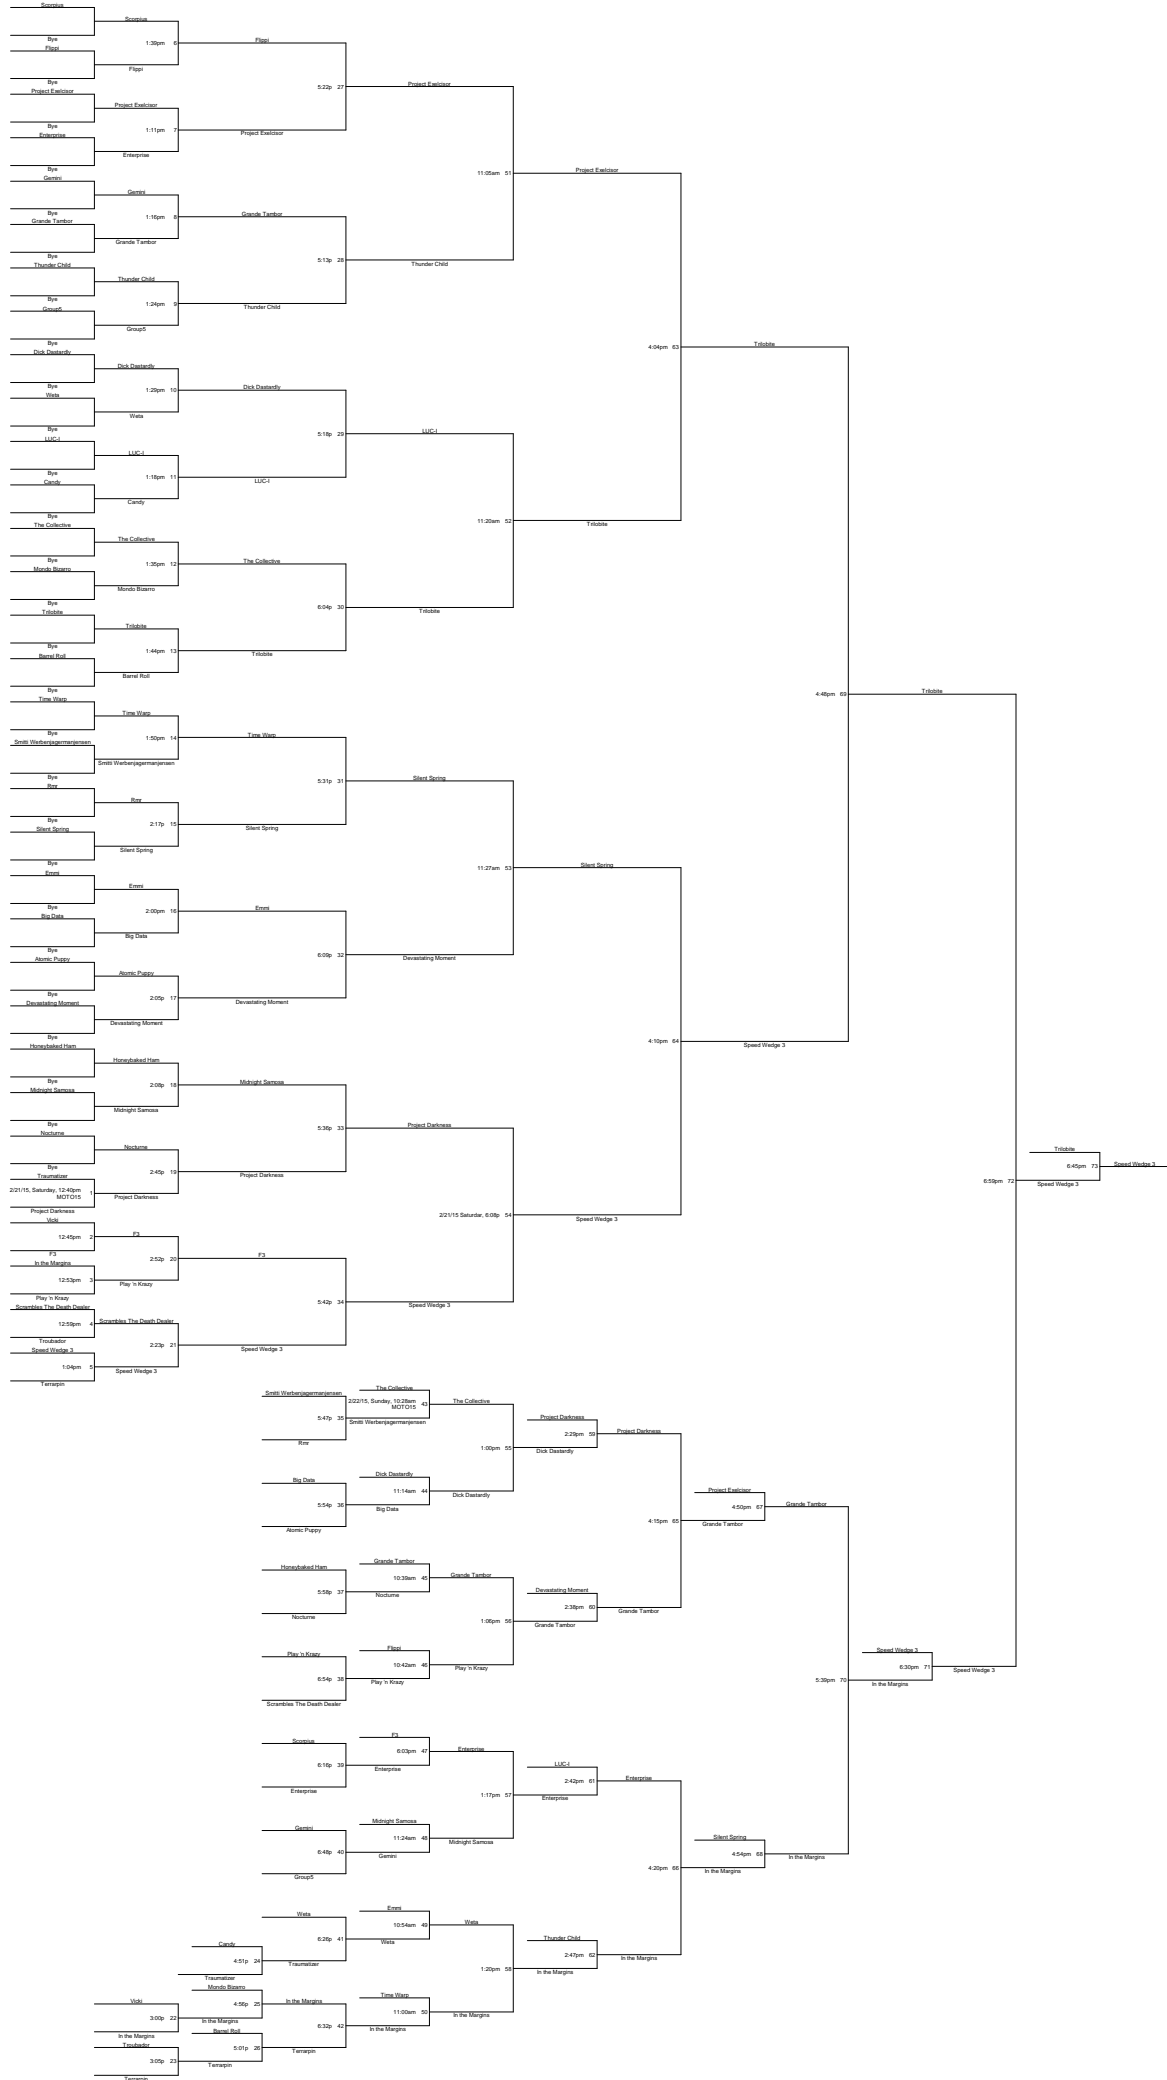 Scorpius
Scorpius
Bye
1:39pm 6
Flippi
Flippi
Flippi
Bye
5:22p 27
Project Exelcisor
Project Exelcisor
Project Exelcisor
Bye
1:11pm 7
Project Exelcisor
Enterprise
Enterprise
Bye
11:05am 51
Project Exelcisor
Gemini
Gemini
Bye
1:16pm 8
Grande Tambor
Grande Tambor
Grande Tambor
Bye
5:13p 28
Thunder Child
Thunder Child
Thunder Child
Bye
1:24pm 9
Thunder Child
Group5
Group5
Bye
4:04pm 63
Trilobite
Dick Dastardly
Dick Dastardly
Bye
1:29pm 10
Dick Dastardly
Weta
Weta
Bye
5:18p 29
LUC-I
LUC-I
LUC-I
Bye
1:18pm 11
LUC-I
Candy
Candy
Bye
11:20am 52
Trilobite
The Collective
The Collective
Bye
1:35pm 12
The Collective
Mondo Bizarro
Mondo Bizarro
Bye
6:04p 30
Trilobite
Trilobite
Trilobite
Bye
1:44pm 13
Trilobite
Barrel Roll
Barrel Roll
Bye
4:48pm 69
Trilobite
Time Warp
Time Warp
Bye
1:50pm 14
Time Warp
Smitti Werbenjagermanjensen
Smitti Werbenjagermanjensen
Bye
5:31p 31
Silent Spring
Rmr
Rmr
Bye
2:17p 15
Silent Spring
Silent Spring
Silent Spring
Bye
11:27am 53
Silent Spring
Emmi
Emmi
Bye
2:00pm 16
Emmi
Big Data
Big Data
Bye
6:09p 32
Devastating Moment
Atomic Puppy
Atomic Puppy
Bye
2:05p 17
Devastating Moment
Devastating Moment
Devastating Moment
Bye
4:10pm 64
Speed Wedge 3
Honeybaked Ham
Honeybaked Ham
Bye
2:08p 18
Midnight Samosa
Midnight Samosa
Midnight Samosa
Bye
5:36p 33
Project Darkness
Nocturne
Nocturne
Bye
2:45p 19
Project Darkness
Traumatizer
2/21/15, Saturday, 12:40pm 1
MOTO15
Project Darkness
Project Darkness
2/21/15 Saturdar, 6:08p 54
Speed Wedge 3
Trilobite
6:45pm 73
Speed Wedge 3
6:59pm 72
Speed Wedge 3
Vicki
12:45pm 2
F3
F3
2:52p 20
F3
In the Margins
12:53pm 3
Play 'n Krazy
Play 'n Krazy
5:42p 34
Speed Wedge 3
Scrambles The Death Dealer
12:59pm 4
Scrambles The Death Dealer
Troubador
2:23p 21
Speed Wedge 3
Speed Wedge 3
1:04pm 5
Speed Wedge 3
Terrarpin
Smitti Werbenjagermanjensen
5:47p 35
Rmr
The Collective
2/22/15, Sunday, 10:28am 43
MOTO15
Smitti Werbenjagermanjensen
The Collective
1:00pm 55
Project Darkness
2:29pm 59
Dick Dastardly
Project Darkness
Big Data
5:54p 36
Atomic Puppy
Dick Dastardly
11:14am 44
Big Data
Dick Dastardly
4:15pm 65
Project Exelcisor
4:50pm 67
Grande Tambor
Grande Tambor
Honeybaked Ham
5:58p 37
Nocturne
Grande Tambor
10:39am 45
Nocturne
Grande Tambor
1:06pm 56
Devastating Moment
2:38pm 60
Grande Tambor
Grande Tambor
Play 'n Krazy
6:54p 38
Scrambles The Death Dealer
Flippi
10:42am 46
Play 'n Krazy
Play 'n Krazy
5:39pm 70
Speed Wedge 3
6:30pm 71
In the Margins
Speed Wedge 3
Scorpius
6:16p 39
Enterprise
F3
6:03pm 47
Enterprise
Enterprise
1:17pm 57
LUC-I
2:42pm 61
Enterprise
Enterprise
Gemini
6:48p 40
Group5
Midnight Samosa
11:24am 48
Gemini
Midnight Samosa
4:20pm 66
Silent Spring
4:54pm 68
In the Margins
In the Margins
Weta
6:26p 41
Traumatizer
Candy
4:51p 24
Traumatizer
Emmi
10:54am 49
Weta
Weta
1:20pm 58
Thunder Child
2:47pm 62
In the Margins
In the Margins
Vicki
3:00p 22
In the Margins
Mondo Bizarro
4:56p 25
In the Margins
In the Margins
6:32p 42
Time Warp
11:00am 50
In the Margins
In the Margins
Troubador
3:05p 23
Terrarpin
Barrel Roll
5:01p 26
Terrarpin
Terrarpin